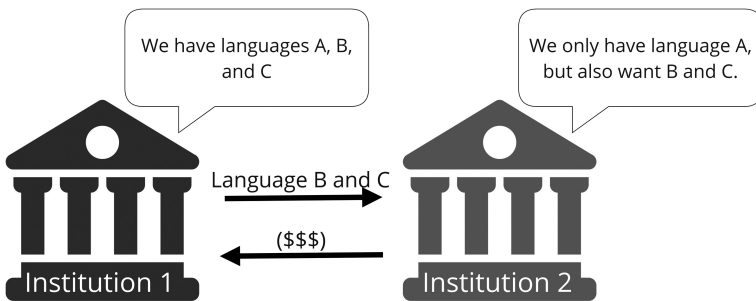 We have languages A, B,
and C
We only have language A,
but also want B and C.
Language B and C
($$$)
Institution 1
Institution 2